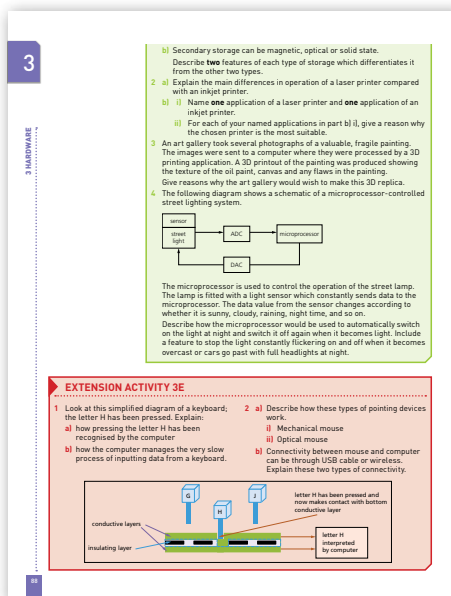 3
3 HARDWARE
b) Secondary storage can be magnetic, optical or solid state.
Describe two features of each type of storage which differentiates it
from the other two types.
2 a) Explain the main differences in operation of a laser printer compared
with an inkjet printer.
b) i) Name one application of a laser printer and one application of an
inkjet printer.
ii) For each of your named applications in part b) i), give a reason why
the chosen printer is the most suitable.
3 An art gallery took several photographs of a valuable, fragile painting.
The images were sent to a computer where they were processed by a 3D
printing application. A 3D printout of the painting was produced showing
the texture of the oil paint, canvas and any flaws in the painting.
Give reasons why the art gallery would wish to make this 3D replica.
4 The following diagram shows a schematic of a microprocessor-controlled
street lighting system.
sensor
street
light
ADC
microprocessor
DAC
The microprocessor is used to control the operation of the street lamp.
The lamp is fitted with a light sensor which constantly sends data to the
microprocessor. The data value from the sensor changes according to
whether it is sunny, cloudy, raining, night time, and so on.
Describe how the microprocessor would be used to automatically switch
on the light at night and switch it off again when it becomes light. Include
a feature to stop the light constantly flickering on and off when it becomes
overcast or cars go past with full headlights at night.
EXTENSION ACTIVITY 3E
1 Look at this simplified diagram of a keyboard;
the letter H has been pressed. Explain:
a) how pressing the letter H has been
recognised by the computer
b) how the computer manages the very slow
process of inputting data from a keyboard.
2 a) Describe how these types of pointing devices
work.
i) Mechanical mouse
ii) Optical mouse
b) Connectivity between mouse and computer
can be through USB cable or wireless.
Explain these two types of connectivity.
G
H
J
letter H has been pressed and
now makes contact with bottom
conductive layer
conductive layers
insulating layer
letter H
interpreted
by computer
88